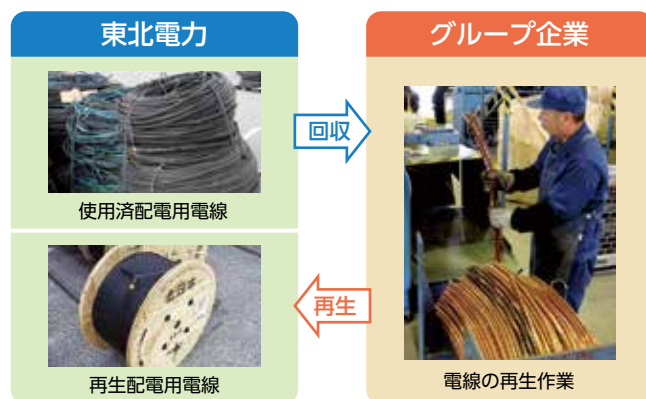 東北電力
グループ企業
回収
使用済配電用電線
再生
再生配電用電線
電線の再生作業